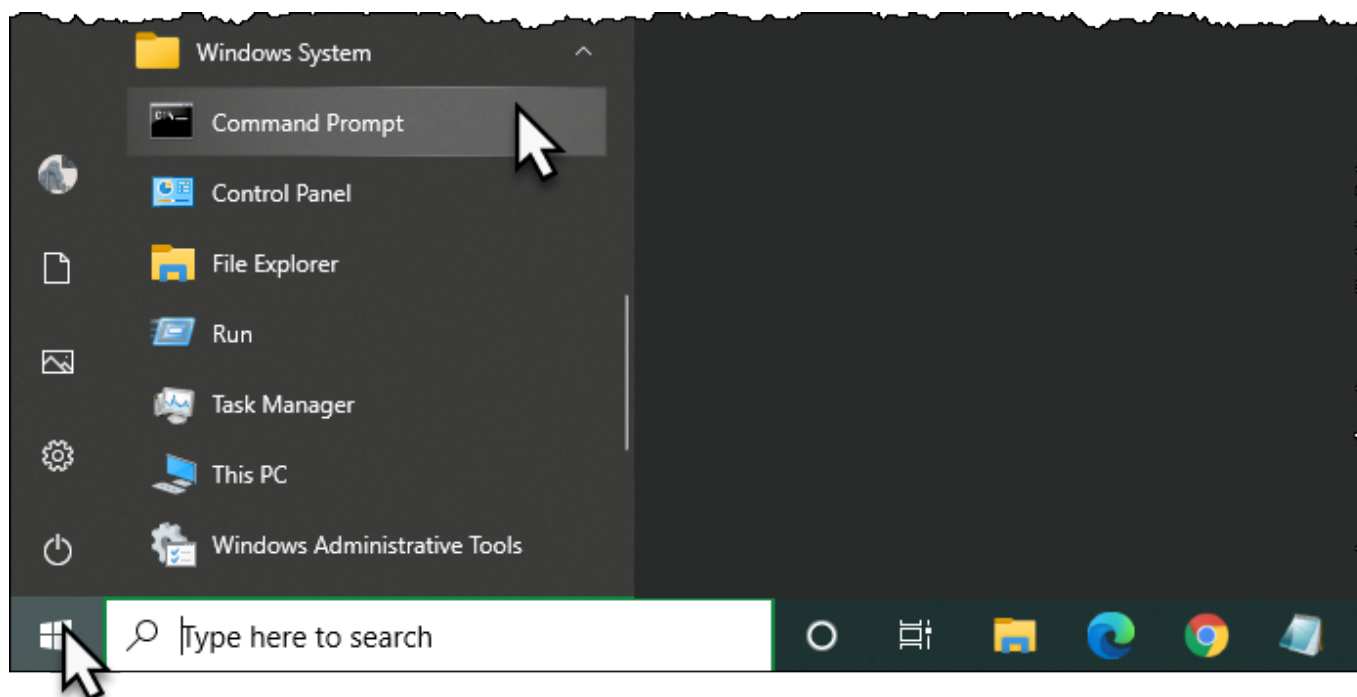 Windows System
Command Prompt
Control Panel
File Explorer
Run
Task Manager
This PC
Windows Administrative Tools
Type here to search